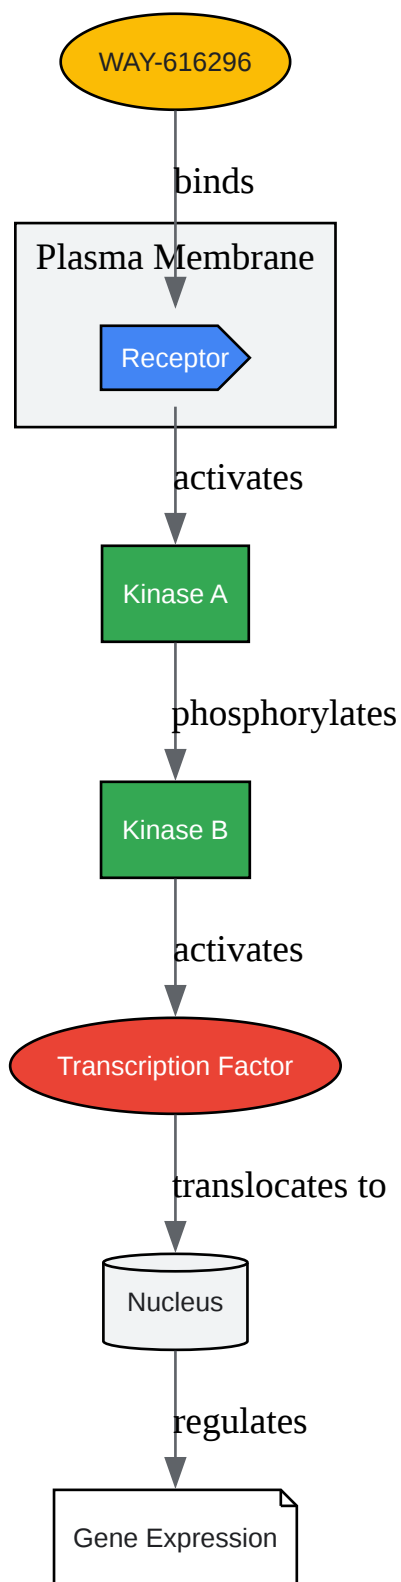 WAY-616296
binds
Plasma Membrane
Receptor
activates
Kinase A
phosphorylates
Kinase B
activates
Transcription Factor
translocates to
Nucleus
regulates
Gene Expression